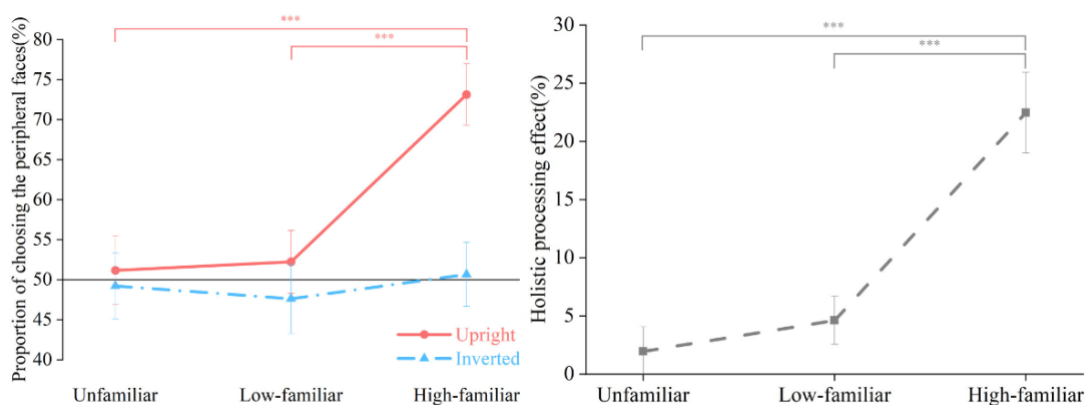 Proportion of choosing the peripheral faces(%)
80
75
70
65
60
55
50
45
40
***
***
Upright
Inverted
Unfamiliar
Low-familiar
High-familiar
Holistic processing effect(%)
30
25
20
15
10
5
0
***
***
Unfamiliar
Low-familiar
High-familiar